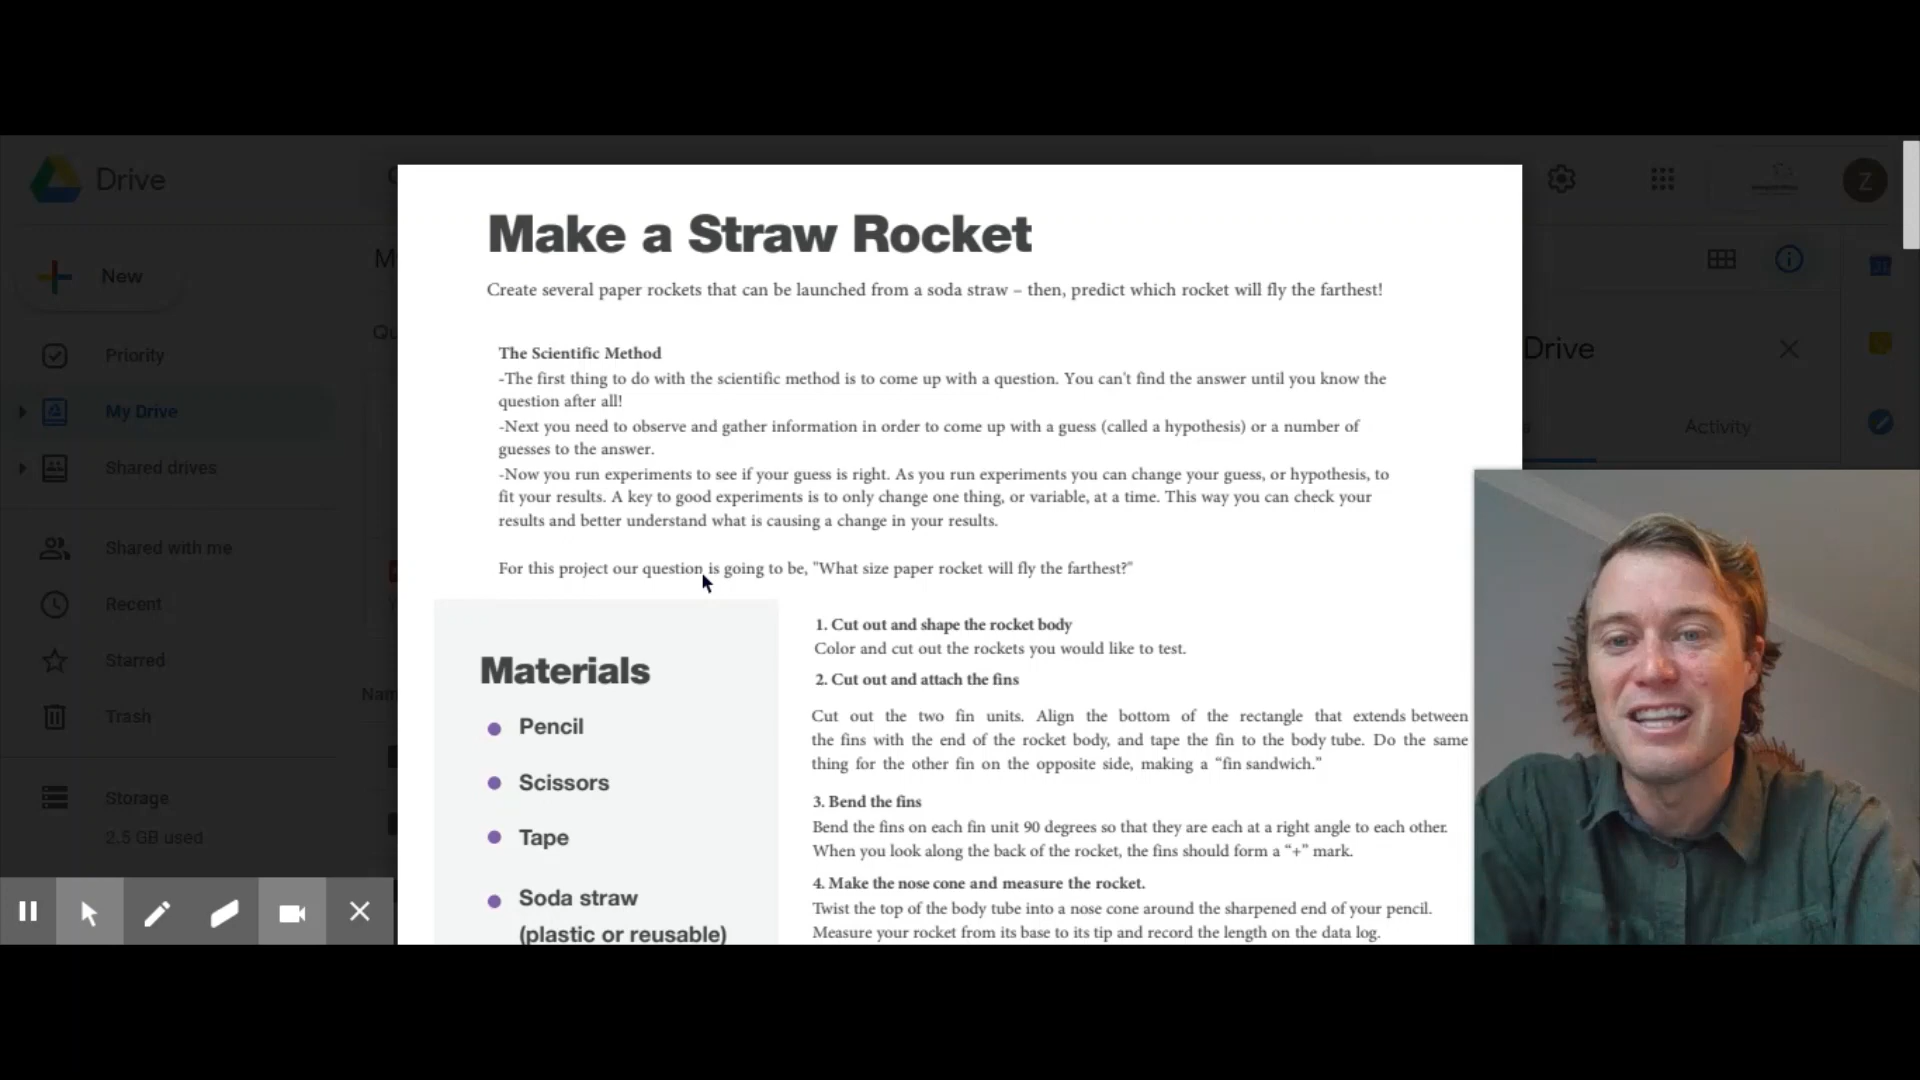 Drive
Z
New
Priority
My Drive
Shared drives
Shared with me
Recent
Starred
Trash
Storage
2.5 GB used
Make a Straw Rocket
Create several paper rockets that can be launched from a soda straw – then, predict which rocket will fly the farthest!
The Scientific Method
-The first thing to do with the scientific method is to come up with a question. You can't find the answer until you know the
question after all!
-Next you need to observe and gather information in order to come up with a guess (called a hypothesis) or a number of
guesses to the answer.
-Now you run experiments to see if your guess is right. As you run experiments you can change your guess, or hypothesis, to
fit your results. A key to good experiments is to only change one thing, or variable, at a time. This way you can check your
results and better understand what is causing a change in your results.
For this project our question is going to be, "What size paper rocket will fly the farthest?"
Materials
Pencil
Scissors
Tape
Soda straw
(plastic or reusable)
1. Cut out and shape the rocket body
Color and cut out the rockets you would like to test.
2. Cut out and attach the fins
Cut out the two fin units. Align the bottom of the rectangle that extends between
the fins with the end of the rocket body, and tape the fin to the body tube. Do the same
thing for the other fin on the opposite side, making a “fin sandwich.”
3. Bend the fins
Bend the fins on each fin unit 90 degrees so that they are each at a right angle to each other.
When you look along the back of the rocket, the fins should form a “+” mark.
4. Make the nose cone and measure the rocket.
Twist the top of the body tube into a nose cone around the sharpened end of your pencil.
Measure your rocket from its base to its tip and record the length on the data log.
Drive
Activity